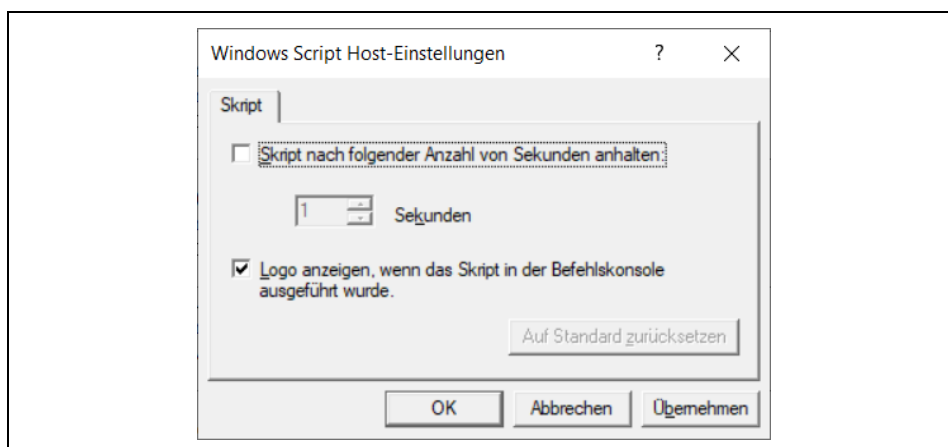 Windows Script Host-Einstellungen
Skript
Skript nach folgender Anzahl von Sekunden anhalten:
1
Sekunden
Logo anzeigen, wenn das Skript in der Befehlskonsole
ausgeführt wurde.
Auf Standard zurücksetzen
OK
Abbrechen
Übernehmen